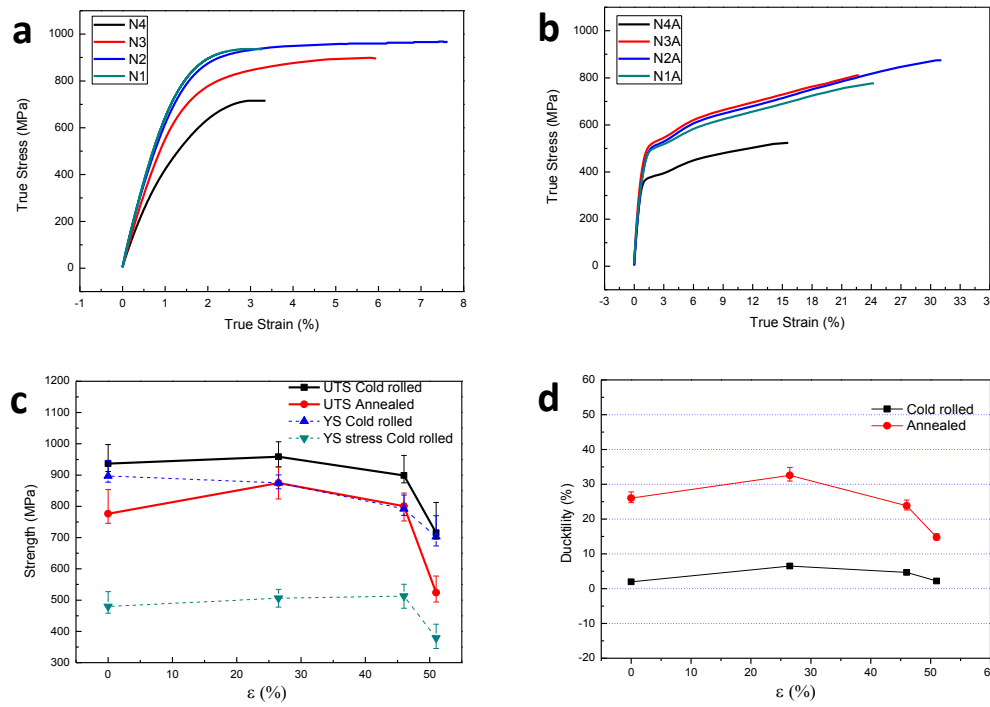 a
N4
N3
N2
N1
1000
800
600
400
200
0
True Stress (MPa)
-1 0 1 2 3 4 5 6 7 8
True Strain (%)
b
N4A
N3A
N2A
N1A
1000
800
600
400
200
0
True Stress (MPa)
-3 0 3 6 9 12 15 18 21 24 27 30 33 3
True Strain (%)
c
UTS Cold rolled
UTS Annealed
YS Cold rolled
YS stress Cold rolled
1200
1100
1000
900
800
700
600
500
400
300
Strength (MPa)
0 10 20 30 40 50
ε (%)
d
Cold rolled
Annealed
60
50
40
30
20
10
0
-10
-20
Ducktility (%)
0 10 20 30 40 50 6
ε (%)